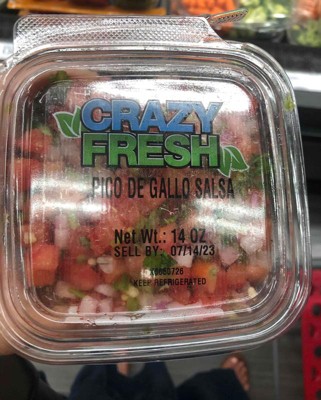 CRAZY
FRESH
PICO DE GALLO SALSA
Net Wt.: 14 OZ
SELL BY: 07/14/23
KEEP REFRIGERATED